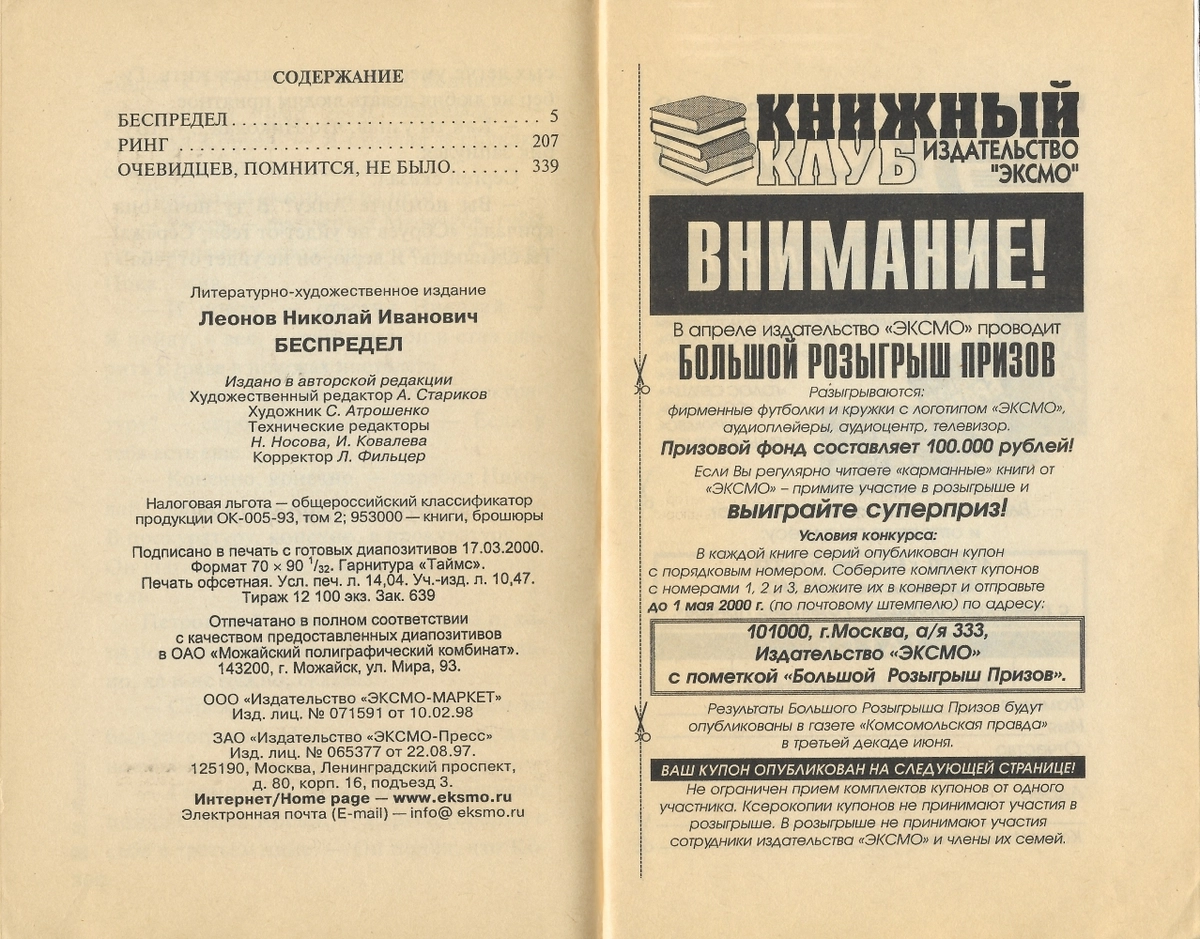 СОДЕРЖАНИЕ
БЕСПРЕДЕЛ . . . . . . . . . . . . . . . . . . . . . . . . . . . . . . 5
РИНГ . . . . . . . . . . . . . . . . . . . . . . . . . . . . . . . . . 207
ОЧЕВИДЦЕВ, ПОМНИТСЯ, НЕ БЫЛО. . . . . . . . 339
Литературно-художественное издание
Леонов Николай Иванович
БЕСПРЕДЕЛ
Издано в авторской редакции
Художественный редактор А. Стариков
Художник С. Атрошенко
Технические редакторы
Н. Носова, И. Ковалева
Корректор Л. Фильцер
Налоговая льгота — общероссийский классификатор
продукции ОК-005-93, том 2; 953000 — книги, брошюры
Подписано в печать с готовых диапозитивов 17.03.2000.
Формат 70 × 90 1/32. Гарнитура «Таймс».
Печать офсетная. Усл. печ. л. 14,04. Уч.-изд. л. 10,47.
Тираж 12 100 экз. Зак. 639
Отпечатано в полном соответствии
с качеством предоставленных диапозитивов
в ОАО «Можайский полиграфический комбинат».
143200, г. Можайск, ул. Мира, 93.
ООО «Издательство «ЭКСМО-МАРКЕТ»
Изд. лиц. № 071591 от 10.02.98
ЗАО «Издательство «ЭКСМО-Пресс»
Изд. лиц. № 065377 от 22.08.97.
125190, Москва, Ленинградский проспект,
д. 80, корп. 16, подъезд 3.
Интернет/Home page — www.eksmo.ru
Электронная почта (E-mail) — info@ eksmo.ru
КНИЖНЫЙ
КЛУБ ИЗДАТЕЛЬСТВО
"ЭКСМО"
ВНИМАНИЕ!
В апреле издательство «ЭКСМО» проводит
БОЛЬШОЙ РОЗЫГРЫШ ПРИЗОВ
Разыгрываются:
фирменные футболки и кружки с логотипом «ЭКСМО»,
аудиоплейеры, аудиоцентр, телевизор.
Призовой фонд составляет 100.000 рублей!
Если Вы регулярно читаете «карманные» книги от
«ЭКСМО» – примите участие в розыгрыше и
выиграйте суперприз!
Условия конкурса:
В каждой книге серий опубликован купон
с порядковым номером. Соберите комплект купонов
с номерами 1, 2 и 3, вложите их в конверт и отправьте
до 1 мая 2000 г. (по почтовому штемпелю) по адресу:
101000, г.Москва, а/я 333,
Издательство «ЭКСМО»
с пометкой «Большой Розыгрыш Призов».
Результаты Большого Розыгрыша Призов будут
опубликованы в газете «Комсомольская правда»
в третьей декаде июня.
ВАШ КУПОН ОПУБЛИКОВАН НА СЛЕДУЮЩЕЙ СТРАНИЦЕ!
Не ограничен прием комплектов купонов от одного
участника. Ксерокопии купонов не принимают участия в
розыгрыше. В розыгрыше не принимают участия
сотрудники издательства «ЭКСМО» и члены их семей.